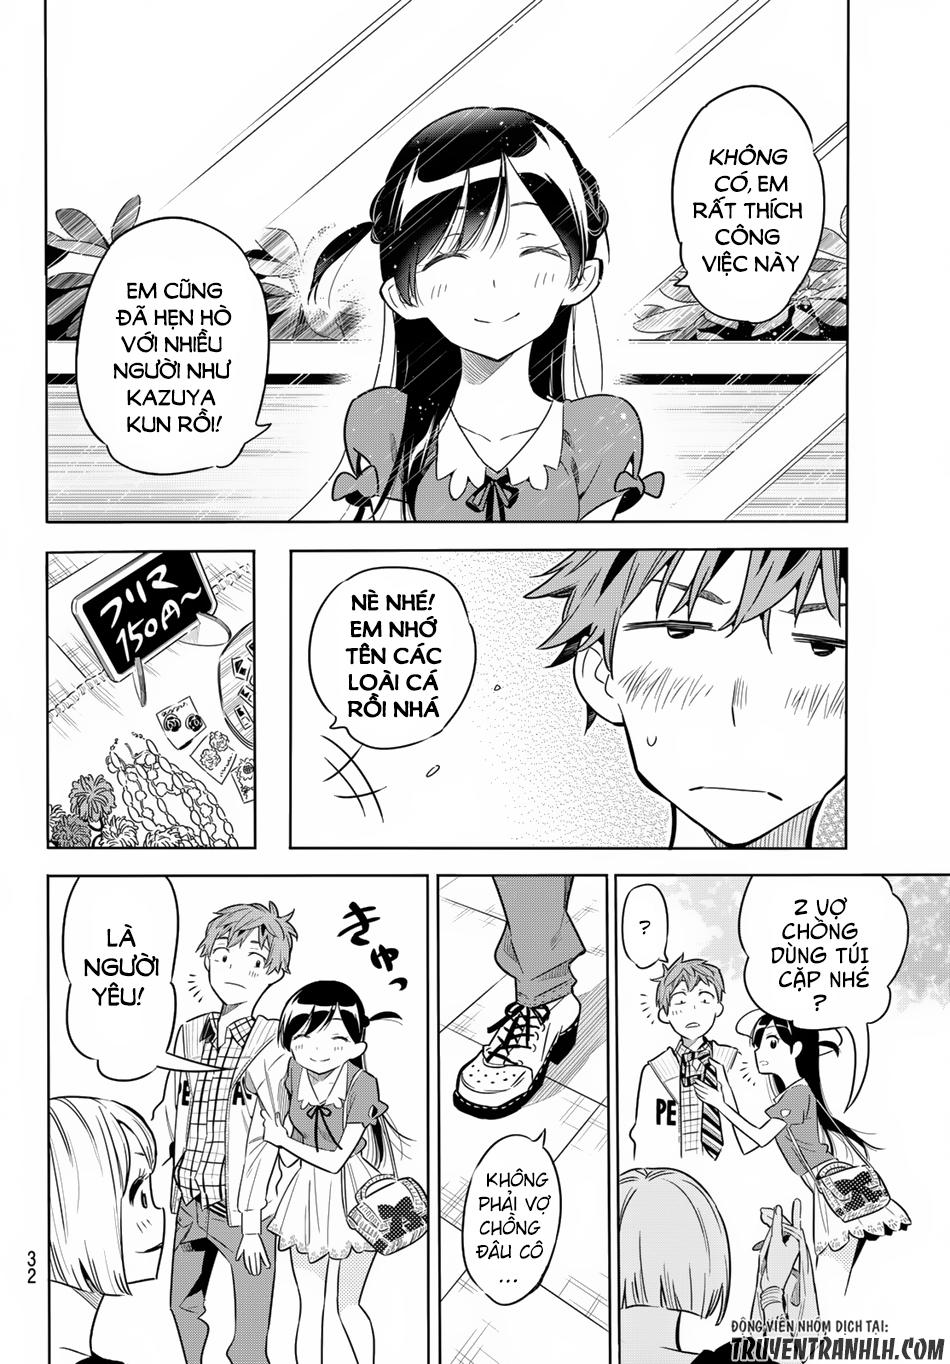 KHÔNG
CÓ, EM
RẤT THÍCH
CÔNG
VIỆC NÀY
EM CŨNG
ĐÃ HẸN HÒ
VỚI NHIỀU
NGƯỜI NHƯ
KAZUYA
KUN RỒI!
NÈ NHÉ!
EM NHỚ
TÊN CÁC
LOÀI CÁ
RỒI NHÁ
フリマ
150円~
2 VỢ
CHỒNG
DÙNG TÚI
CẶP NHÉ
?
?
PE
KHÔNG
PHẢI VỢ
CHỒNG
ĐÂU CÔ
...
きゅっ
LÀ
NGƯỜI
YÊU!
PE
32
ĐỘNG VIÊN NHÓM DỊCH TẠI:
TRUYENTRANHLH.COM